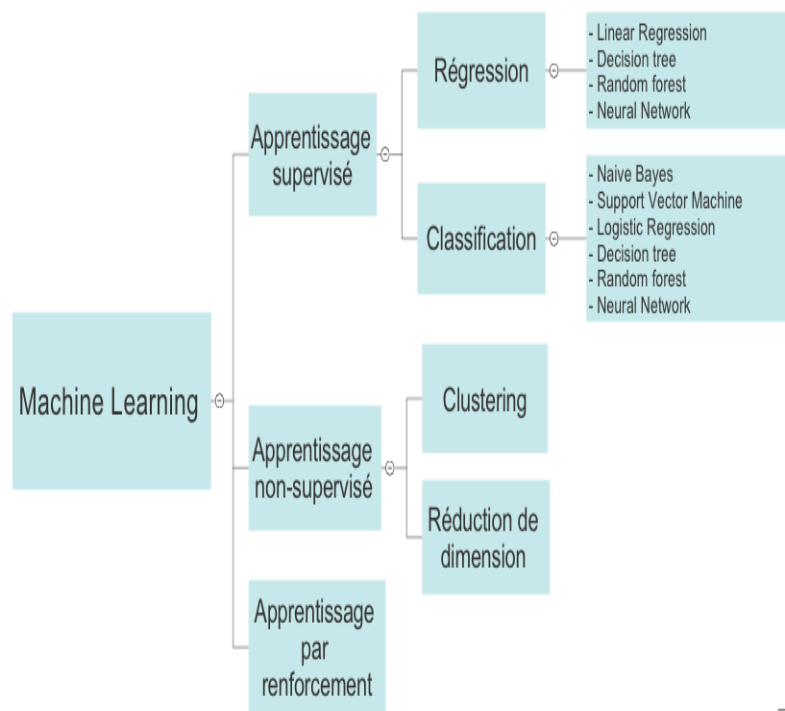 Machine Learning
Apprentissage
supervisé
Régression
- Linear Regression
- Decision tree
- Random forest
- Neural Network
Classification
- Naive Bayes
- Support Vector Machine
- Logistic Regression
- Decision tree
- Random forest
- Neural Network
Apprentissage
non-supervisé
Clustering
Réduction de
dimension
Apprentissage
par
renforcement